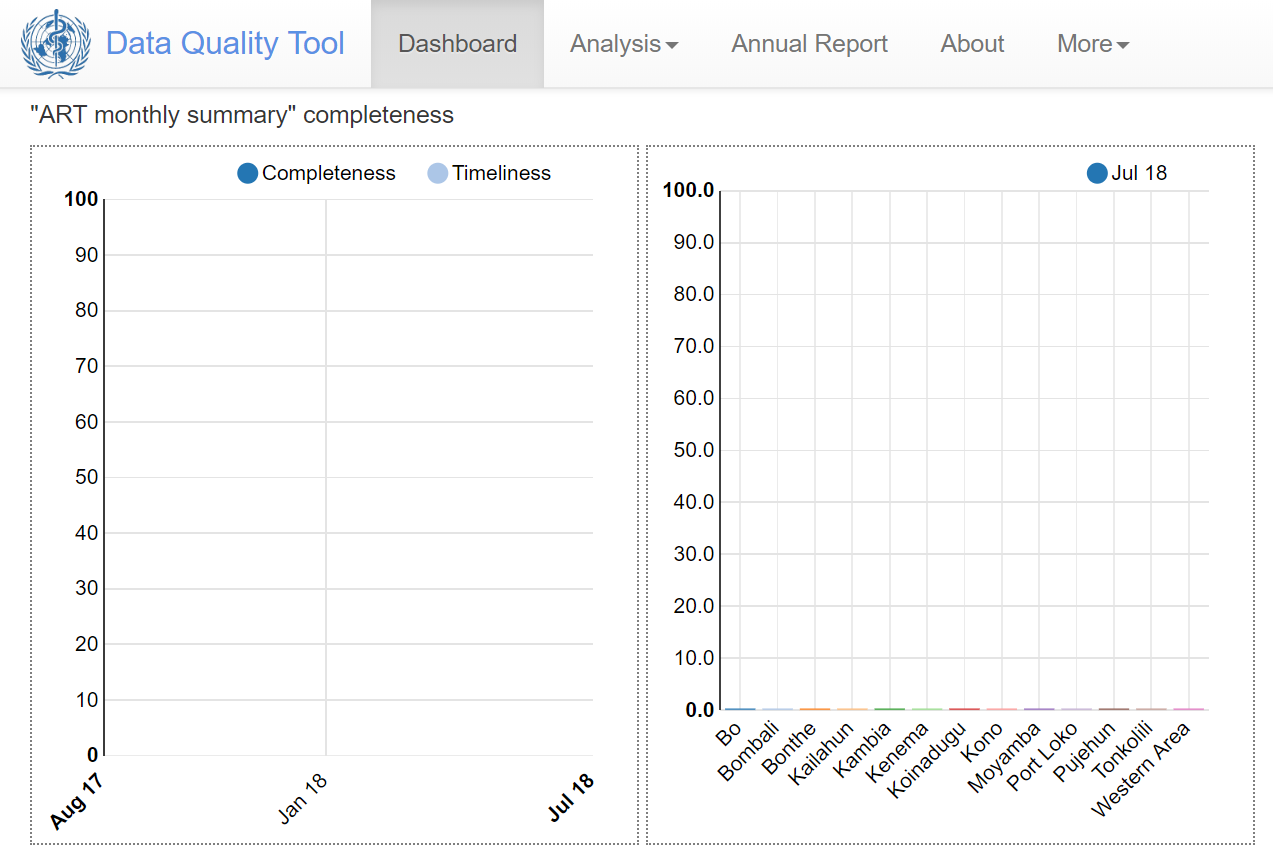 Data Quality Tool
Dashboard
Analysis
Annual Report
About
More
"ART monthly summary" completeness
Completeness
Timeliness
100
90
80
70
60
50
40
30
20
10
0
Aug 17
Jan 18
Jul 18
Jul 18
100.0
90.0
80.0
70.0
60.0
50.0
40.0
30.0
20.0
10.0
0.0
Bo
Bombali
Bonthe
Kailahun
Kambia
Kenema
Koinadugu
Kono
Moyamba
Port Loko
Pujehun
Tonkolili
Western Area